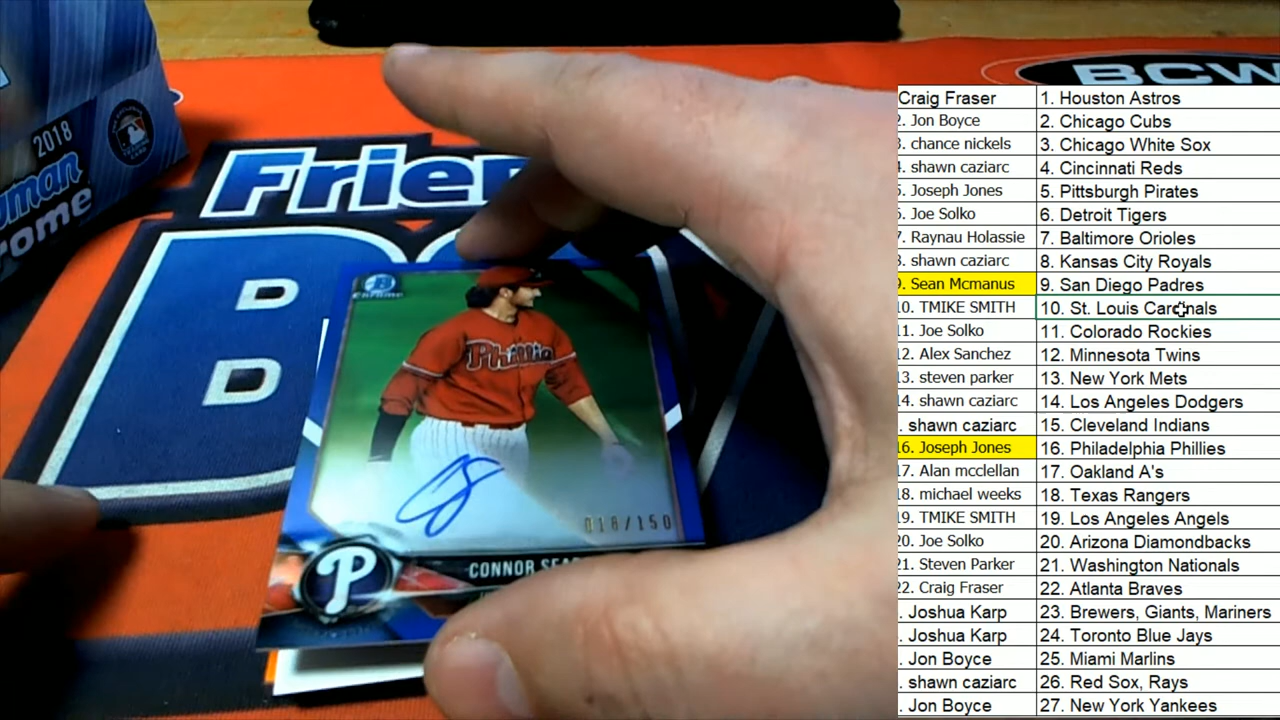 BCW
2018
Frien
B
D
Chrome
Phillie
018/150
P
CONNOR SEA
Craig Fraser 1. Houston Astros
2. Jon Boyce 2. Chicago Cubs
3. chance nickels 3. Chicago White Sox
4. shawn caziarc 4. Cincinnati Reds
5. Joseph Jones 5. Pittsburgh Pirates
6. Joe Solko 6. Detroit Tigers
7. Raynau Holassie 7. Baltimore Orioles
8. shawn caziarc 8. Kansas City Royals
9. Sean Mcmanus 9. San Diego Padres
10. TMIKE SMITH 10. St. Louis Cardinals
11. Joe Solko 11. Colorado Rockies
12. Alex Sanchez 12. Minnesota Twins
13. steven parker 13. New York Mets
14. shawn caziarc 14. Los Angeles Dodgers
. shawn caziarc 15. Cleveland Indians
16. Joseph Jones 16. Philadelphia Phillies
17. Alan mcclellan 17. Oakland A's
18. michael weeks 18. Texas Rangers
19. TMIKE SMITH 19. Los Angeles Angels
20. Joe Solko 20. Arizona Diamondbacks
21. Steven Parker 21. Washington Nationals
22. Craig Fraser 22. Atlanta Braves
. Joshua Karp 23. Brewers, Giants, Mariners
. Joshua Karp 24. Toronto Blue Jays
. Jon Boyce 25. Miami Marlins
. shawn caziarc 26. Red Sox, Rays
. Jon Boyce 27. New York Yankees